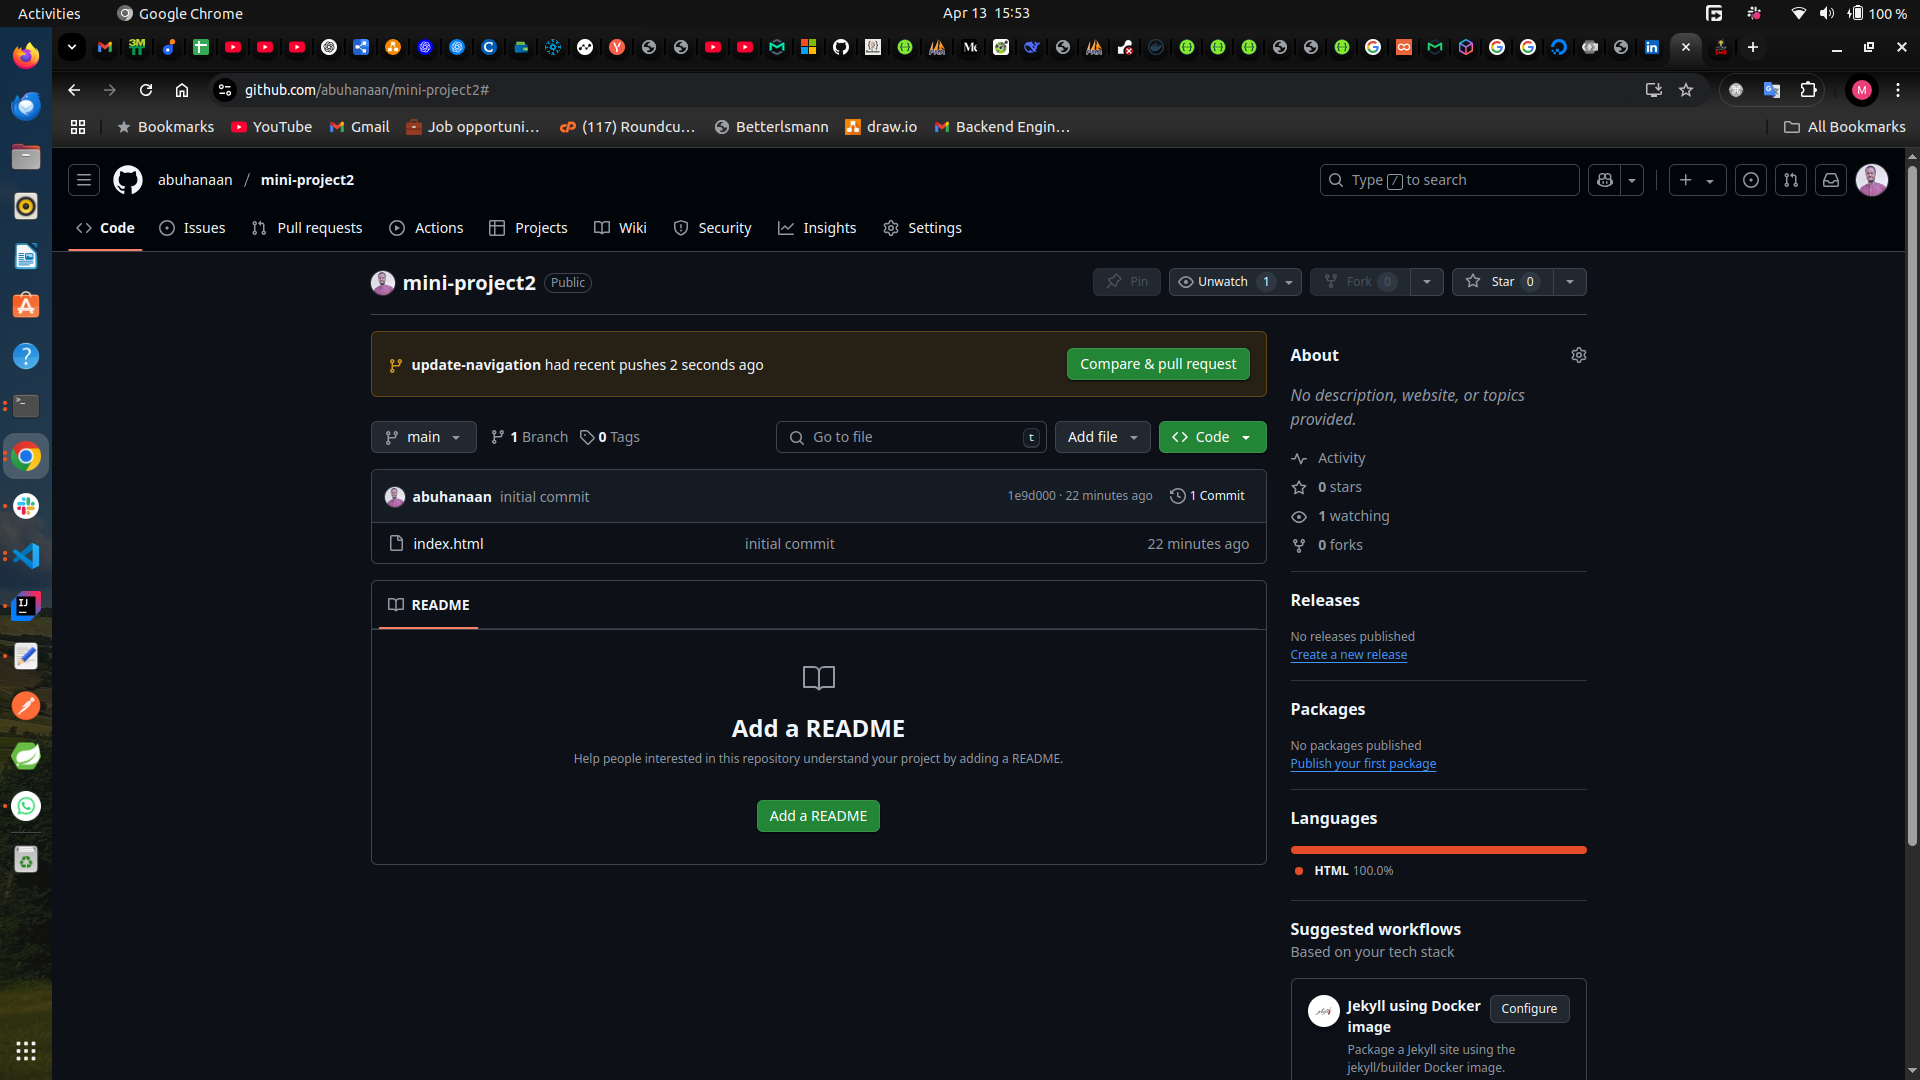 Activities
Google Chrome
Apr 13 15:53
100 %
github.com/abuhanaan/mini-project2#
M
Bookmarks
YouTube
Gmail
Job opportuni...
(117) Roundcu...
Betterlsmann
draw.io
Backend Engin...
All Bookmarks
abuhanaan / mini-project2
Type / to search
Code
Issues
Pull requests
Actions
Projects
Wiki
Security
Insights
Settings
mini-project2
Public
Pin
Unwatch 1
Fork 0
Star 0
update-navigation had recent pushes 2 seconds ago
Compare & pull request
main
1 Branch
0 Tags
Go to file
t
Add file
Code
abuhanaan initial commit
1e9d000 · 22 minutes ago
1 Commit
index.html
initial commit
22 minutes ago
README
Add a README
Help people interested in this repository understand your project by adding a README.
Add a README
About
No description, website, or topics
provided.
Activity
0 stars
1 watching
0 forks
Releases
No releases published
Create a new release
Packages
No packages published
Publish your first package
Languages
HTML 100.0%
Suggested workflows
Based on your tech stack
Jekyll using Docker
image
Configure
Package a Jekyll site using the
jekyll/builder Docker image.